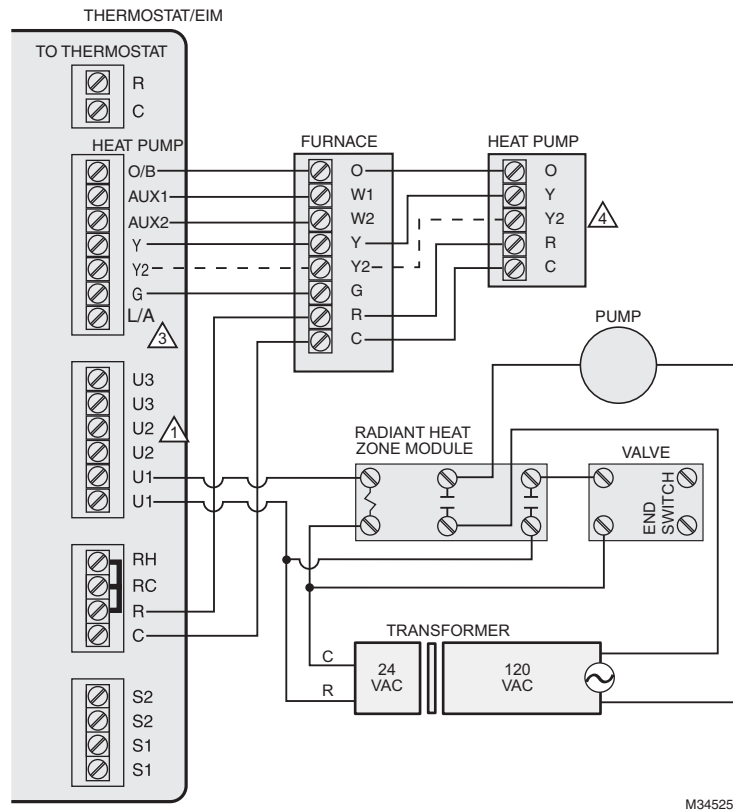 THERMOSTAT/EIM
TO THERMOSTAT
R
C
HEAT PUMP
O/B
AUX1
AUX2
Y
Y2
G
L/A
3
U3
U3
U2
1
U2
U1
U1
RH
RC
R
C
S2
S2
S1
S1
FURNACE
O
W1
W2
Y
Y2
G
R
C
HEAT PUMP
O
Y
Y2
R
C
4
PUMP
RADIANT HEAT
ZONE MODULE
VALVE
END
SWITCH
TRANSFORMER
C
R
24
VAC
120
VAC
M34525